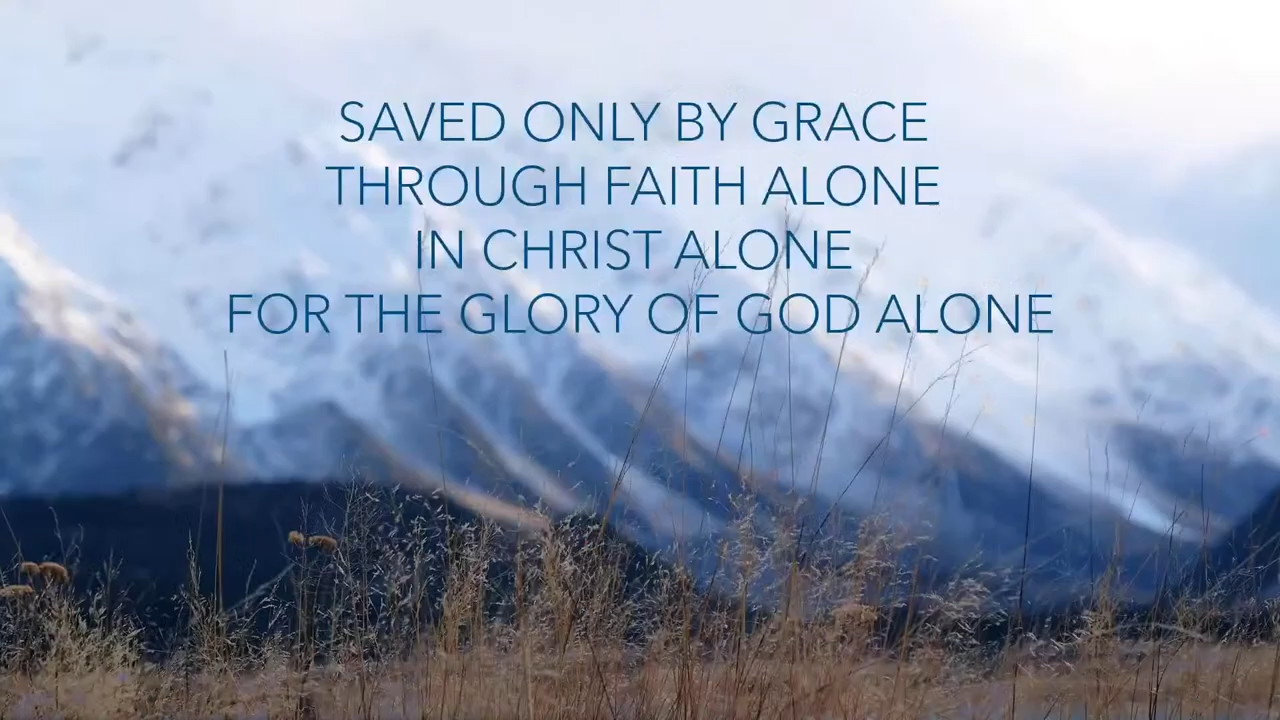 SAVED ONLY BY GRACE
THROUGH FAITH ALONE
IN CHRIST ALONE
FOR THE GLORY OF GOD ALONE